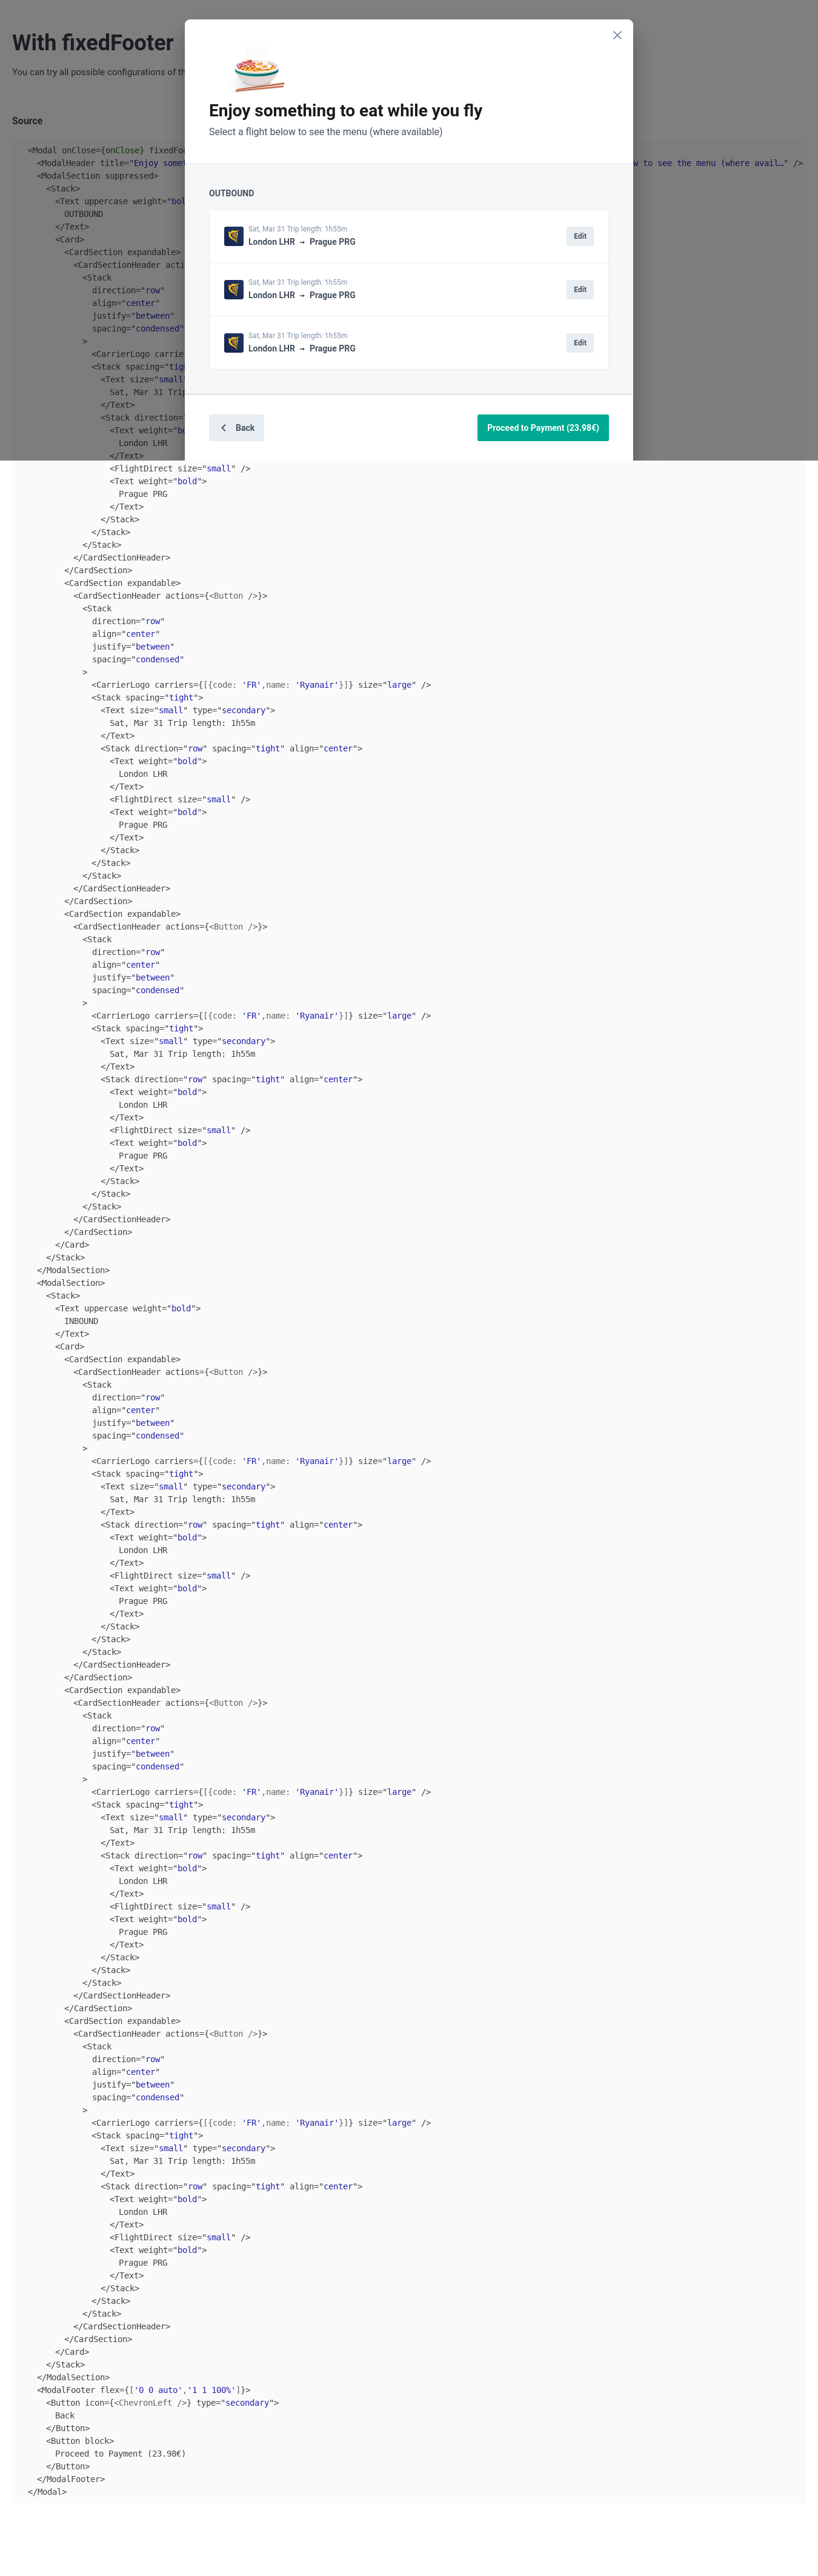 With fixedFooter
You can try all possible configurations of th
Source
Enjoy something to eat while you fly
Select a flight below to see the menu (where available)
OUTBOUND
Sat, Mar 31 Trip length: 1h55m
London LHR → Prague PRG
Edit
Sat, Mar 31 Trip length: 1h55m
London LHR → Prague PRG
Edit
Sat, Mar 31 Trip length: 1h55m
London LHR → Prague PRG
Edit
Back
Proceed to Payment (23.98€)
<Modal onClose={onClose} fixedFoo
<ModalHeader title="Enjoy somet w to see the menu (where avail…" />
<ModalSection suppressed>
<Stack>
<Text uppercase weight="bol
OUTBOUND
</Text>
<Card>
<CardSection expandable>
<CardSectionHeader acti
<Stack
direction="row"
align="center"
justify="between"
spacing="condensed"
>
<CarrierLogo carrie
<Stack spacing="tig
<Text size="small"
Sat, Mar 31 Trip
</Text>
<Stack direction="
<Text weight="bo
London LHR
</Text>
<FlightDirect size="small" />
<Text weight="bold">
Prague PRG
</Text>
</Stack>
</Stack>
</Stack>
</CardSectionHeader>
</CardSection>
<CardSection expandable>
<CardSectionHeader actions={<Button />}>
<Stack
direction="row"
align="center"
justify="between"
spacing="condensed"
>
<CarrierLogo carriers={[{code: 'FR',name: 'Ryanair'}]} size="large" />
<Stack spacing="tight">
<Text size="small" type="secondary">
Sat, Mar 31 Trip length: 1h55m
</Text>
<Stack direction="row" spacing="tight" align="center">
<Text weight="bold">
London LHR
</Text>
<FlightDirect size="small" />
<Text weight="bold">
Prague PRG
</Text>
</Stack>
</Stack>
</Stack>
</CardSectionHeader>
</CardSection>
<CardSection expandable>
<CardSectionHeader actions={<Button />}>
<Stack
direction="row"
align="center"
justify="between"
spacing="condensed"
>
<CarrierLogo carriers={[{code: 'FR',name: 'Ryanair'}]} size="large" />
<Stack spacing="tight">
<Text size="small" type="secondary">
Sat, Mar 31 Trip length: 1h55m
</Text>
<Stack direction="row" spacing="tight" align="center">
<Text weight="bold">
London LHR
</Text>
<FlightDirect size="small" />
<Text weight="bold">
Prague PRG
</Text>
</Stack>
</Stack>
</Stack>
</CardSectionHeader>
</CardSection>
</Card>
</Stack>
</ModalSection>
<ModalSection>
<Stack>
<Text uppercase weight="bold">
INBOUND
</Text>
<Card>
<CardSection expandable>
<CardSectionHeader actions={<Button />}>
<Stack
direction="row"
align="center"
justify="between"
spacing="condensed"
>
<CarrierLogo carriers={[{code: 'FR',name: 'Ryanair'}]} size="large" />
<Stack spacing="tight">
<Text size="small" type="secondary">
Sat, Mar 31 Trip length: 1h55m
</Text>
<Stack direction="row" spacing="tight" align="center">
<Text weight="bold">
London LHR
</Text>
<FlightDirect size="small" />
<Text weight="bold">
Prague PRG
</Text>
</Stack>
</Stack>
</Stack>
</CardSectionHeader>
</CardSection>
<CardSection expandable>
<CardSectionHeader actions={<Button />}>
<Stack
direction="row"
align="center"
justify="between"
spacing="condensed"
>
<CarrierLogo carriers={[{code: 'FR',name: 'Ryanair'}]} size="large" />
<Stack spacing="tight">
<Text size="small" type="secondary">
Sat, Mar 31 Trip length: 1h55m
</Text>
<Stack direction="row" spacing="tight" align="center">
<Text weight="bold">
London LHR
</Text>
<FlightDirect size="small" />
<Text weight="bold">
Prague PRG
</Text>
</Stack>
</Stack>
</Stack>
</CardSectionHeader>
</CardSection>
<CardSection expandable>
<CardSectionHeader actions={<Button />}>
<Stack
direction="row"
align="center"
justify="between"
spacing="condensed"
>
<CarrierLogo carriers={[{code: 'FR',name: 'Ryanair'}]} size="large" />
<Stack spacing="tight">
<Text size="small" type="secondary">
Sat, Mar 31 Trip length: 1h55m
</Text>
<Stack direction="row" spacing="tight" align="center">
<Text weight="bold">
London LHR
</Text>
<FlightDirect size="small" />
<Text weight="bold">
Prague PRG
</Text>
</Stack>
</Stack>
</Stack>
</CardSectionHeader>
</CardSection>
</Card>
</Stack>
</ModalSection>
<ModalFooter flex={['0 0 auto','1 1 100%']}>
<Button icon={<ChevronLeft />} type="secondary">
Back
</Button>
<Button block>
Proceed to Payment (23.98€)
</Button>
</ModalFooter>
</Modal>